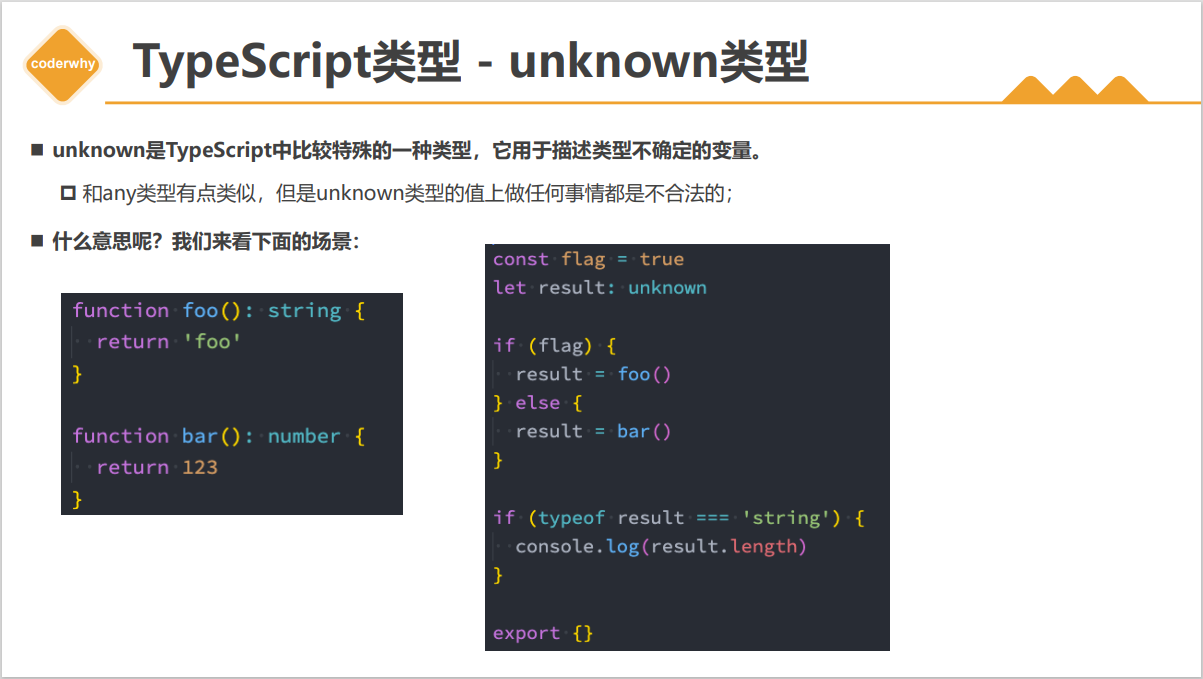 coderwhy
TypeScript类型 - unknown类型
unknown是TypeScript中比较特殊的一种类型，它用于描述类型不确定的变量。
和any类型有点类似，但是unknown类型的值上做任何事情都是不合法的；
什么意思呢？我们来看下面的场景：
function foo(): string {
  return 'foo'
}

function bar(): number {
  return 123
}
const flag = true
let result: unknown

if (flag) {
  result = foo()
} else {
  result = bar()
}

if (typeof result === 'string') {
  console.log(result.length)
}

export {}